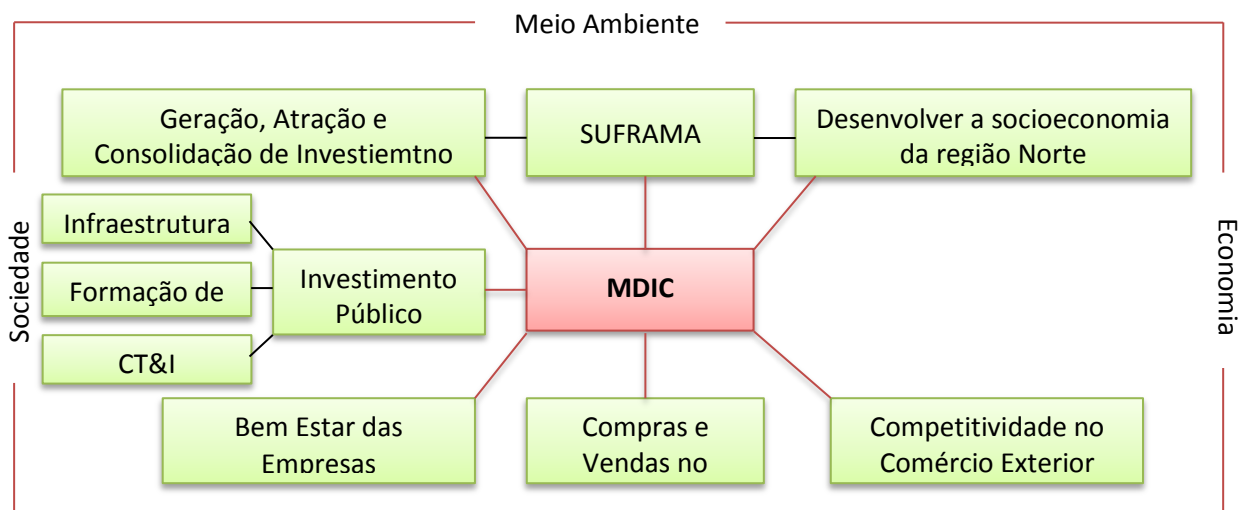 Meio Ambiente
Geração, Atração e
Consolidação de Investiemtno
SUFRAMA
Desenvolver a socioeconomia
da região Norte
Sociedade
Infraestrutura
Formação de
CT&I
Investimento
Público
MDIC
Economia
Bem Estar das
Empresas
Compras e
Vendas no
Competitividade no
Comércio Exterior